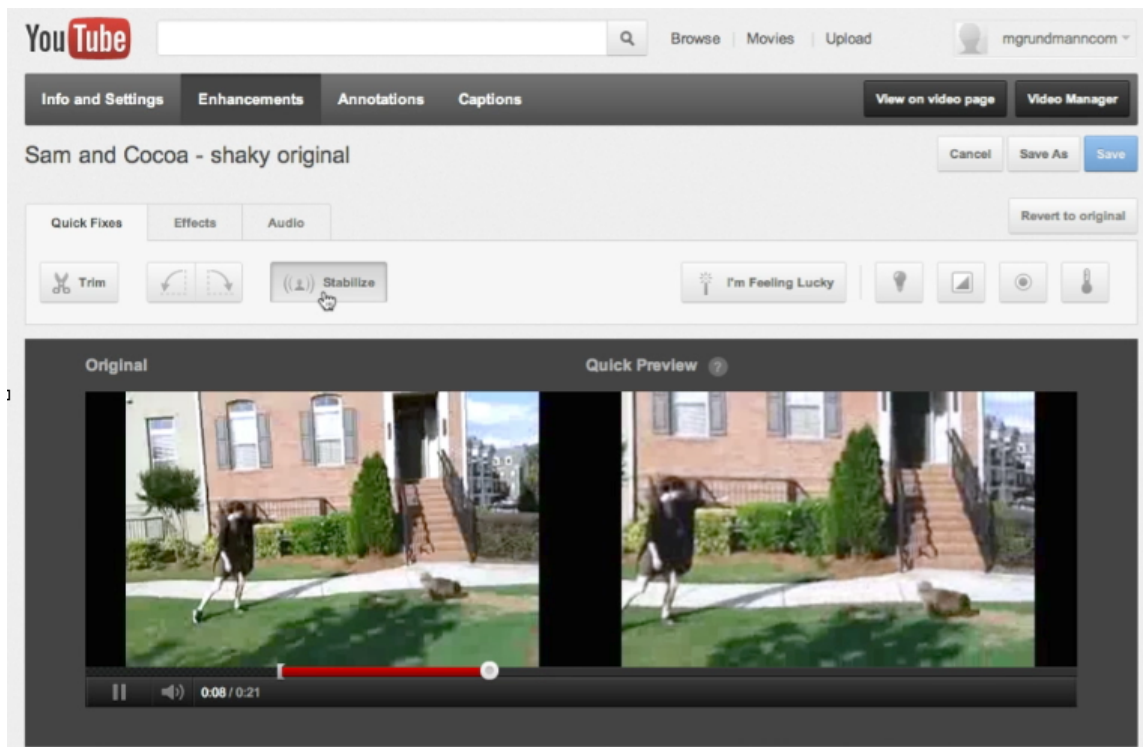 YouTube Browse Movies Upload mgrundmanncom
Info and Settings Enhancements Annotations Captions View on video page Video Manager
Sam and Cocoa - shaky original Cancel Save As Save
Quick Fixes Effects Audio Revert to original
Trim Stabilize I'm Feeling Lucky
Original Quick Preview ?
0:08 / 0:21